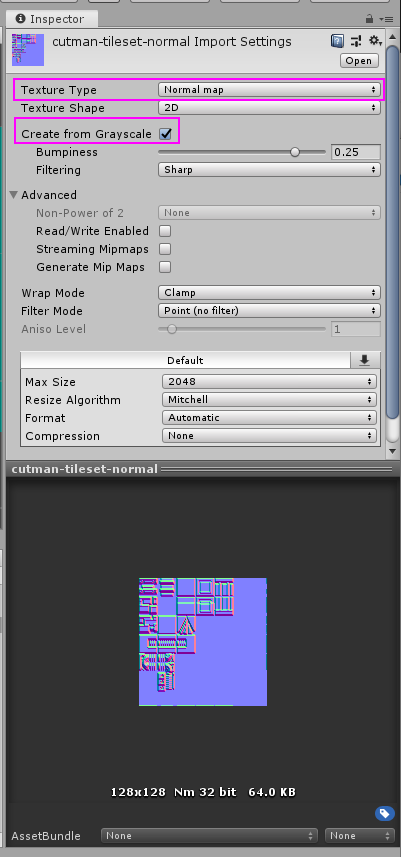 Inspector
cutman-tileset-normal Import Settings
Open
Texture Type Normal map
Texture Shape 2D
Create from Grayscale
Bumpiness 0.25
Filtering Sharp
Advanced
Non-Power of 2 None
Read/Write Enabled
Streaming Mipmaps
Generate Mip Maps
Wrap Mode Clamp
Filter Mode Point (no filter)
Aniso Level 1
Default
Max Size 2048
Resize Algorithm Mitchell
Format Automatic
Compression None
cutman-tileset-normal
128x128 Nm 32 bit 64.0 KB
AssetBundle None None